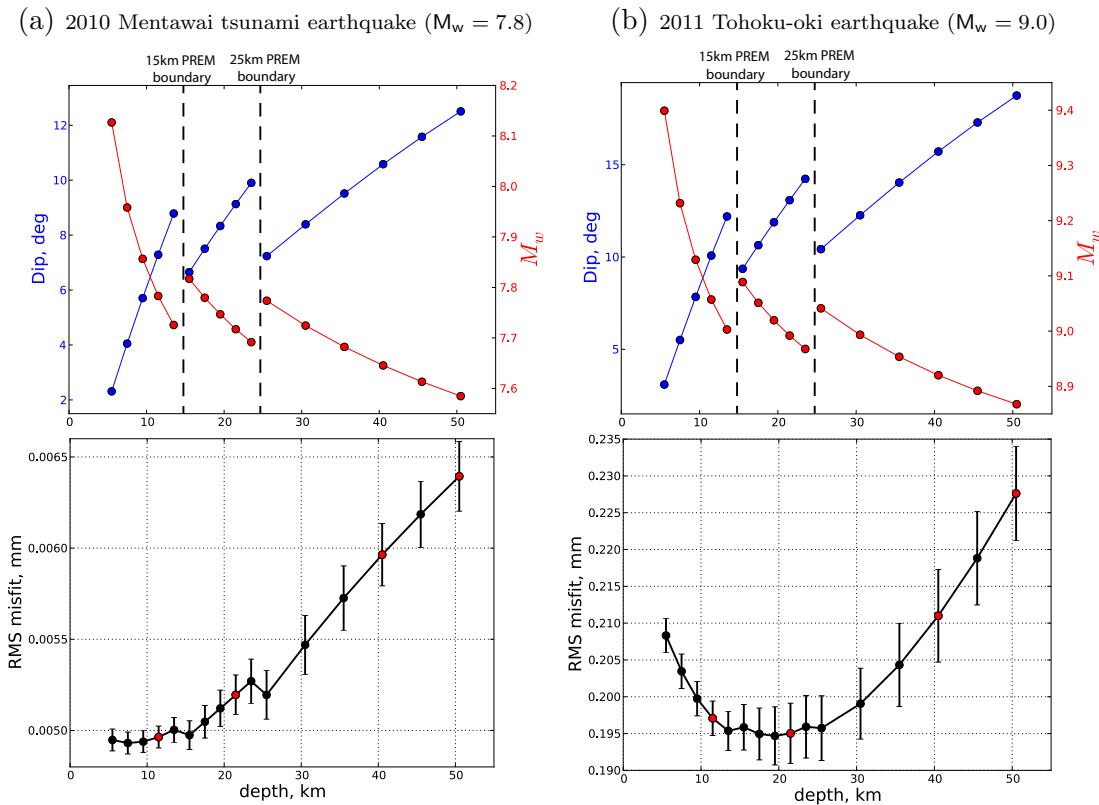 (a) 2010 Mentawai tsunami earthquake (Mw = 7.8)
15km PREM boundary
25km PREM boundary
Dip, deg
12
10
8
6
4
2
Mw
8.2
8.1
8.0
7.9
7.8
7.7
7.6
0 10 20 30 40 50
RMS misfit, mm
0.0065
0.0060
0.0055
0.0050
0 10 20 30 40 50
depth, km
(b) 2011 Tohoku-oki earthquake (Mw = 9.0)
15km PREM boundary
25km PREM boundary
Dip, deg
15
10
5
Mw
9.4
9.3
9.2
9.1
9.0
8.9
0 10 20 30 40 50
RMS misfit, mm
0.235
0.230
0.225
0.220
0.215
0.210
0.205
0.200
0.195
0.190
0 10 20 30 40 50
depth, km